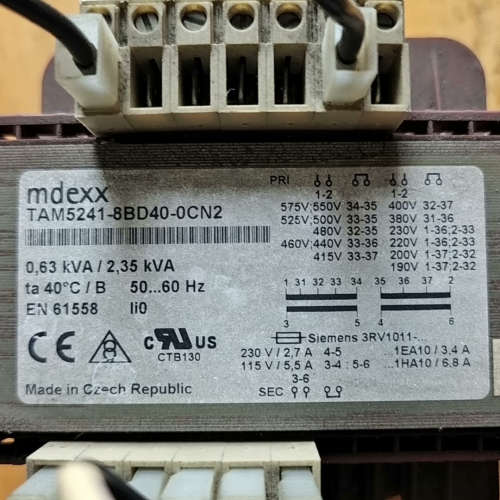 mdexx
TAM5241-8BD40-0CN2
0,63 kVA / 2,35 kVA
ta 40°C / B 50...60 Hz
EN 61558 Ii0
CE
c RU US
CTB130
Made in Czech Republic
PRI
1-2 1-2
575V;550V 34-35 400V 32-37
525V;500V 33-35 380V 31-36
480V 32-35 230V 1-36;2-33
460V;440V 33-36 220V 1-36;2-33
415V 33-37 200V 1-37;2-32
190V 1-37;2-32
1 31 32 33 34 35 36 37 2
3 5 4 6
Siemens 3RV1011-...
230 V / 2,7 A 4-5 ...1EA10 / 3,4 A
115 V / 5,5 A 3-4 : 5-6 ...1HA10 / 6,8 A
3-6
SEC